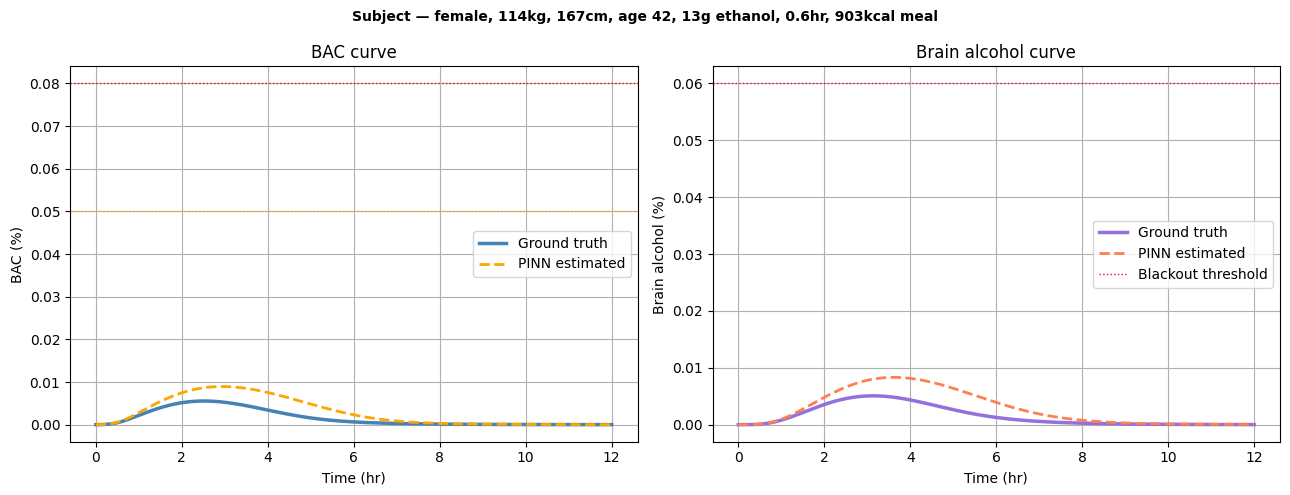 Subject — female, 114kg, 167cm, age 42, 13g ethanol, 0.6hr, 903kcal meal
BAC curve
BAC (%)
0.08
0.07
0.06
0.05
0.04
0.03
0.02
0.01
0.00
Ground truth
PINN estimated
0 2 4 6 8 10 12
Time (hr)
Brain alcohol curve
Brain alcohol (%)
0.06
0.05
0.04
0.03
0.02
0.01
0.00
Ground truth
PINN estimated
Blackout threshold
0 2 4 6 8 10 12
Time (hr)